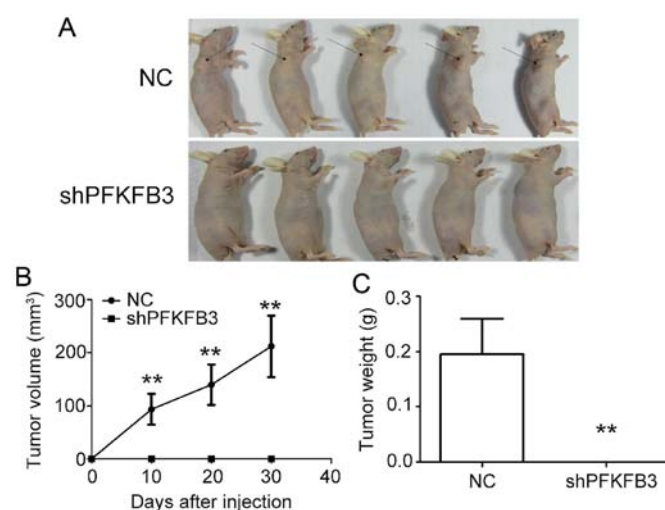 A
NC
shPFKFB3
B
Tumor volume (mm³)
300
200
100
0
NC
shPFKFB3
**
**
**
0
10
20
30
40
Days after injection
C
Tumor weight (g)
0.3
0.2
0.1
0.0
**
NC
shPFKFB3